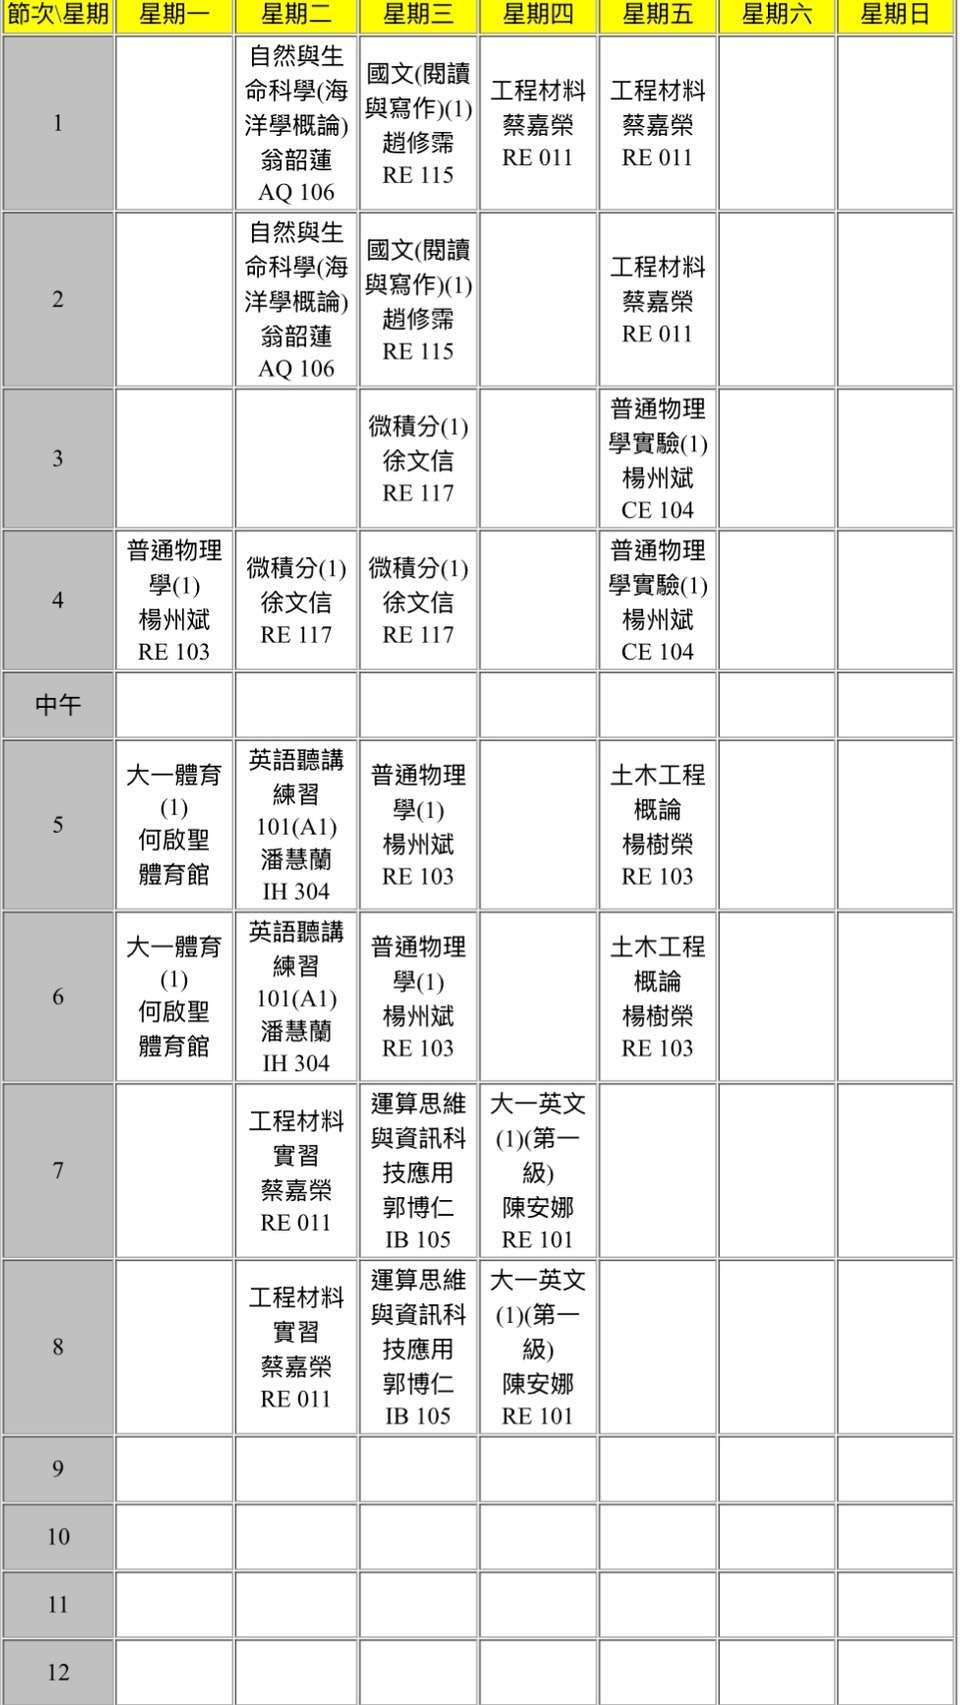 節次\星期 星期一 星期二 星期三 星期四 星期五 星期六 星期日
1
自然與生
命科學(海
洋學概論)
翁韶蓮
AQ 106
國文(閱讀
與寫作)(1)
趙修霈
RE 115
工程材料
蔡嘉榮
RE 011
工程材料
蔡嘉榮
RE 011
2
自然與生
命科學(海
洋學概論)
翁韶蓮
AQ 106
國文(閱讀
與寫作)(1)
趙修霈
RE 115
工程材料
蔡嘉榮
RE 011
3
微積分(1)
徐文信
RE 117
普通物理
學實驗(1)
楊州斌
CE 104
4
普通物理
學(1)
楊州斌
RE 103
微積分(1)
徐文信
RE 117
微積分(1)
徐文信
RE 117
普通物理
學實驗(1)
楊州斌
CE 104
中午
5
大一體育
(1)
何啟聖
體育館
英語聽講
練習
101(A1)
潘慧蘭
IH 304
普通物理
學(1)
楊州斌
RE 103
土木工程
概論
楊樹榮
RE 103
6
大一體育
(1)
何啟聖
體育館
英語聽講
練習
101(A1)
潘慧蘭
IH 304
普通物理
學(1)
楊州斌
RE 103
土木工程
概論
楊樹榮
RE 103
7
工程材料
實習
蔡嘉榮
RE 011
運算思維
與資訊科
技應用
郭博仁
IB 105
大一英文
(1)(第一
級)
陳安娜
RE 101
8
工程材料
實習
蔡嘉榮
RE 011
運算思維
與資訊科
技應用
郭博仁
IB 105
大一英文
(1)(第一
級)
陳安娜
RE 101
9
10
11
12